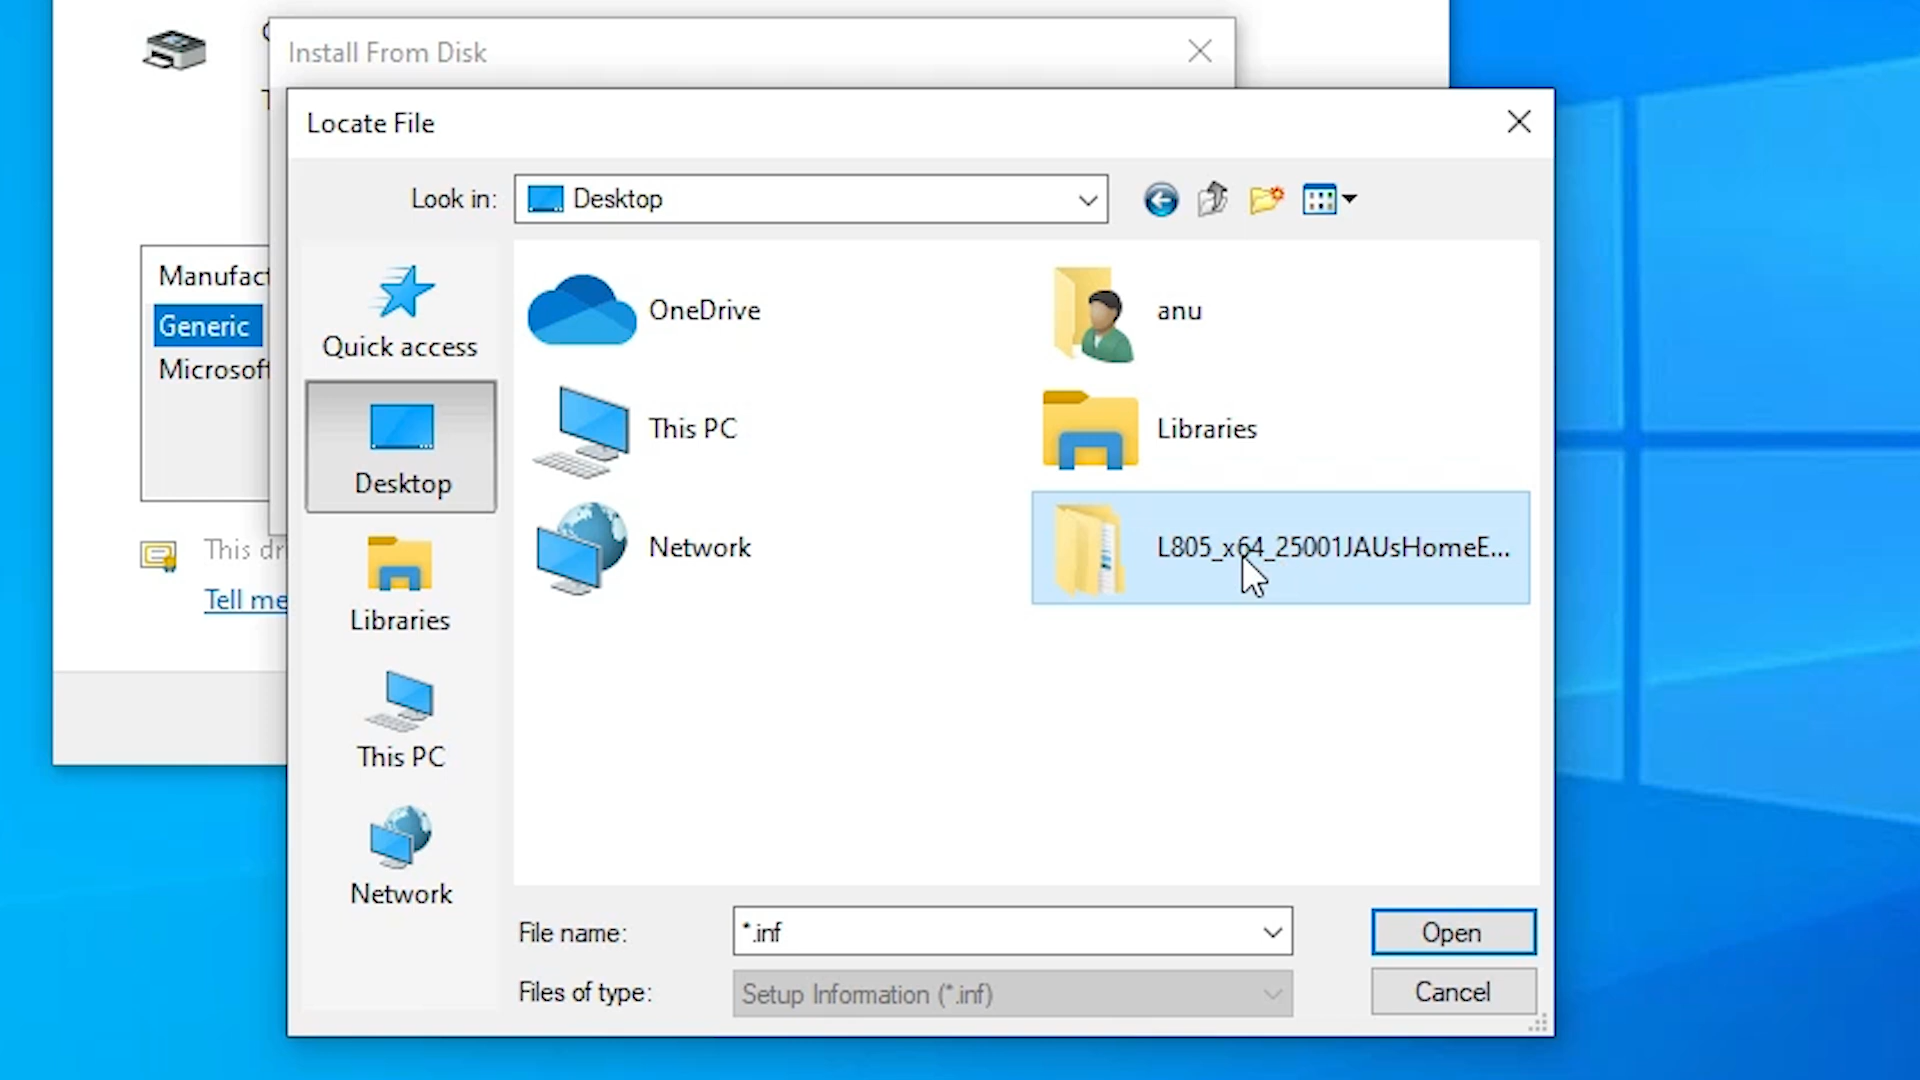 Install From Disk
Locate File
Look in:
Desktop
Manufact
Generic
Microsoft
This dr
Tell me
Quick access
Desktop
Libraries
This PC
Network
OneDrive
anu
This PC
Libraries
Network
L805_x64_25001JAUsHomeE...
File name:
*.inf
Open
Files of type:
Setup Information (*.inf)
Cancel